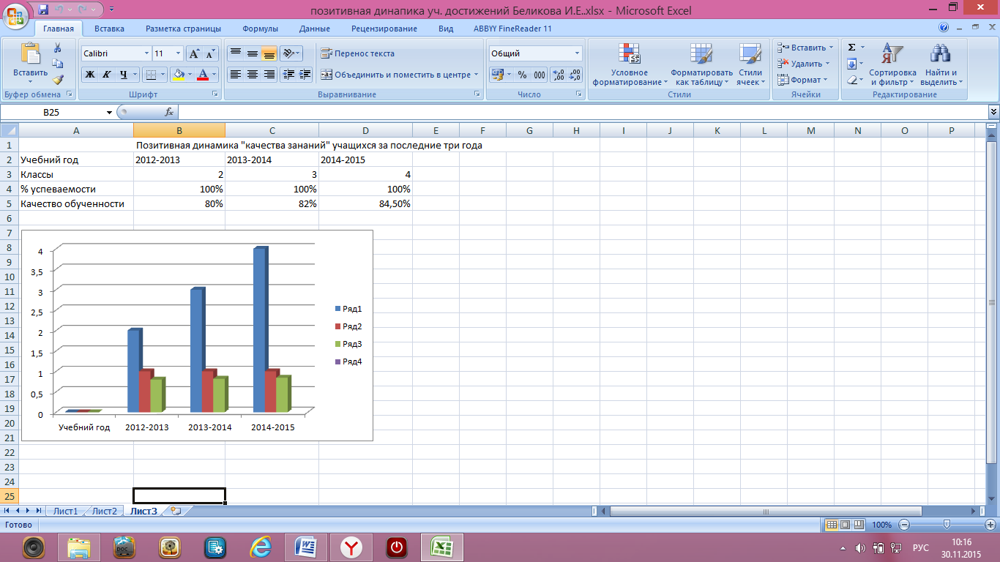 позитивная динапика уч. достижений Беликова И.Е..xlsx - Microsoft Excel
Главная Вставка Разметка страницы Формулы Данные Рецензирование Вид ABBYY FineReader 11
Вставить
Буфер обмена
Calibri 11
Ж К Ч
Шрифт
Перенос текста
Объединить и поместить в центре
Выравнивание
Общий
% 000
Число
Условное форматирование
Форматировать как таблицу
Стили ячеек
Стили
Вставить
Удалить
Формат
Ячейки
Σ
Сортировка и фильтр
Найти и выделить
Редактирование
B25 fx
A B C D E F G H I J K L M N O P
1 Позитивная динамика "качества зананий" учащихся за последние три года
2 Учебний год 2012-2013 2013-2014 2014-2015
3 Классы 2 3 4
4 % успеваемости 100% 100% 100%
5 Качество обученности 80% 82% 84,50%
6
7
8
9
10
11
12
13
14
15
16
17
18
19
20
21
22
23
24
25
4
3,5
3
2,5
2
1,5
1
0,5
0
Учебний год 2012-2013 2013-2014 2014-2015
Ряд1
Ряд2
Ряд3
Ряд4
Лист1 Лист2 Лист3
Готово 100%
DOC
РУС
10:16
30.11.2015